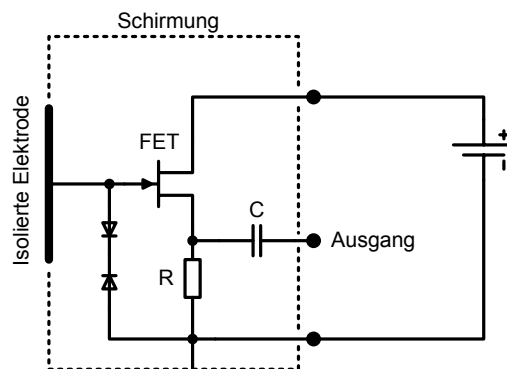 Schirmung
Isolierte Elektrode
FET
+
-
C
Ausgang
R